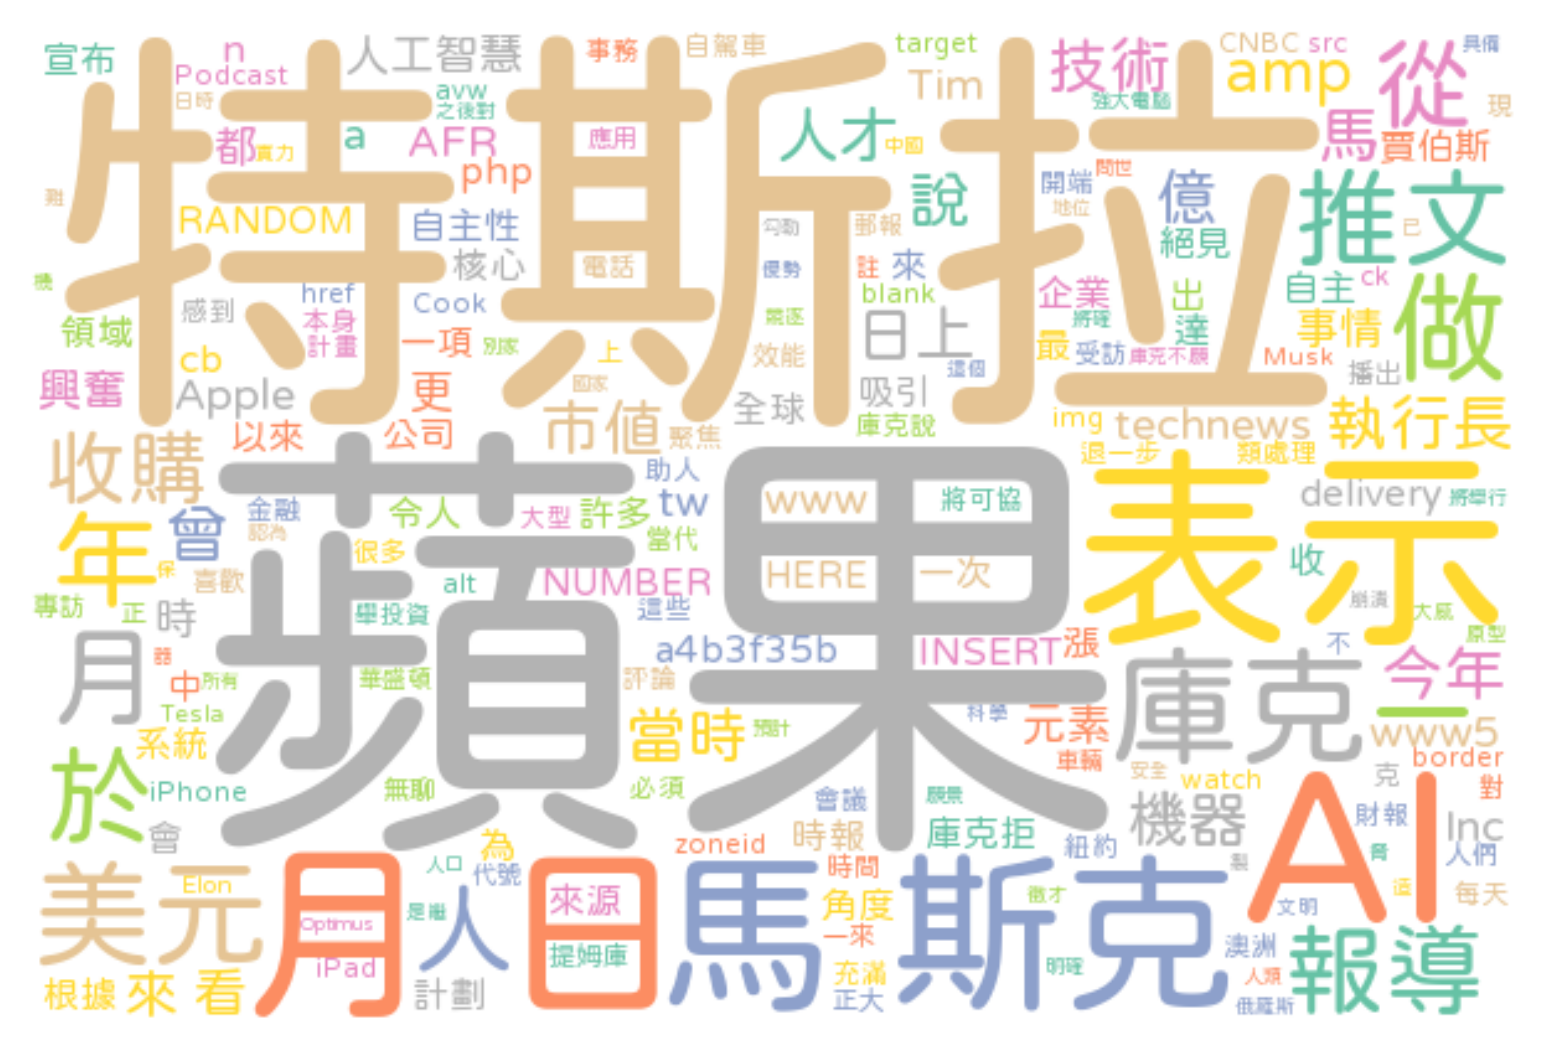 宣布
n
人工智慧
事務
自駕車
target
技術
CNBC
src
從
具備
Podcast
日時
avw
之後對
Tim
amp
強大電腦
現
都
實力
a
AFR
應用
人才
中國
馬
賈伯斯
特斯拉
php
問世
開端
億
推文
RANDOM
自主性
勾勒
郵報
說
地位
絕見
已
核心
電話
優勢
註
來
自主
ck
機
感到
href
Cook
blank
企業
出
做
領域
本身
計畫
一項
別家
上
競逐
日上
將確
達
事情
cb
效能
這個
最
受訪
庫克不願
Musk
播出
興奮
Apple
更
國家
全球
吸引
市值
img
technews
執行長
以來
公司
聚焦
庫克說
退一步
類處理
收購
助人
蘋果
表示
金融
令人
大型
許多
tw
www
將可協
delivery
將舉行
年
曾
認為
很多
當代
保
喜歡
alt
NUMBER
HERE
一次
收
專訪
正
時
舉投資
這些
崩潰
大感
原型
月
器
a4b3f35b
INSERT
漲
不
中
所有
華盛頓
評論
庫克
今年
Tesla
科學
元素
一
系統
當時
預計
www5
車輛
border
於
iPhone
無聊
必須
會議
願景
安全
watch
克
對
會
機器
AI
財報
Inc
為
zoneid
時報
庫克拒
紐約
人們
美元
Elon
人口
代號
時間
製
每天
月
日
來源
馬斯克
角度
徵才
文明
Optimus
是繼
人
一來
澳洲
報導
iPad
提姆庫
明確
人類
根據
來
看
計劃
充滿
正大
俄羅斯